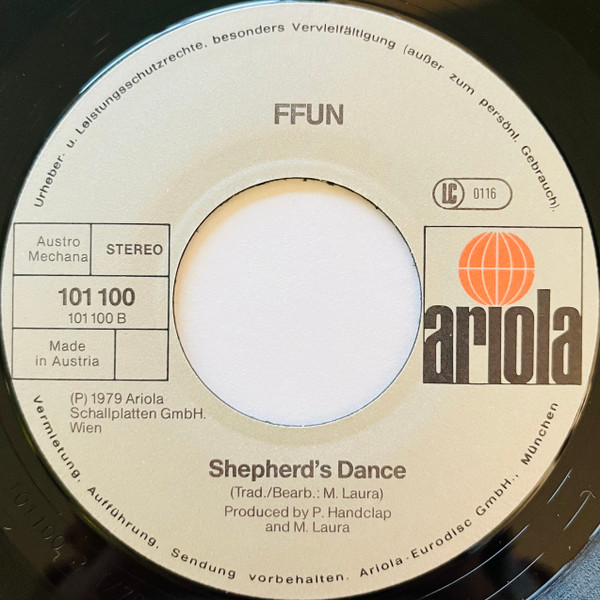 Urheber- u. Leistungsschutzrechte, besonders Vervielfältigung (außer zum persönl. Gebrauch).
FFUN
LC 0116
Austro
Mechana
STEREO
101 100
101 100 B
Made
in Austria
ariola
(P) 1979 Ariola
Schallplatten GmbH.
Wien
Shepherd's Dance
(Trad./Bearb.: M. Laura)
Produced by P. Handclap
and M. Laura
Vermietung, Aufführung, Sendung vorbehalten. Ariola-Eurodisc GmbH., München